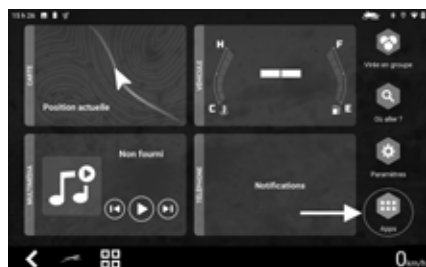 15 h 26
CARTE
Position actuelle
VÉHICULE
H
F
C
E
Virée en groupe
Où aller ?
MULTIMÉDIA
Non fourni
TÉLÉPHONE
Notifications
Paramètres
Apps
0 km/h